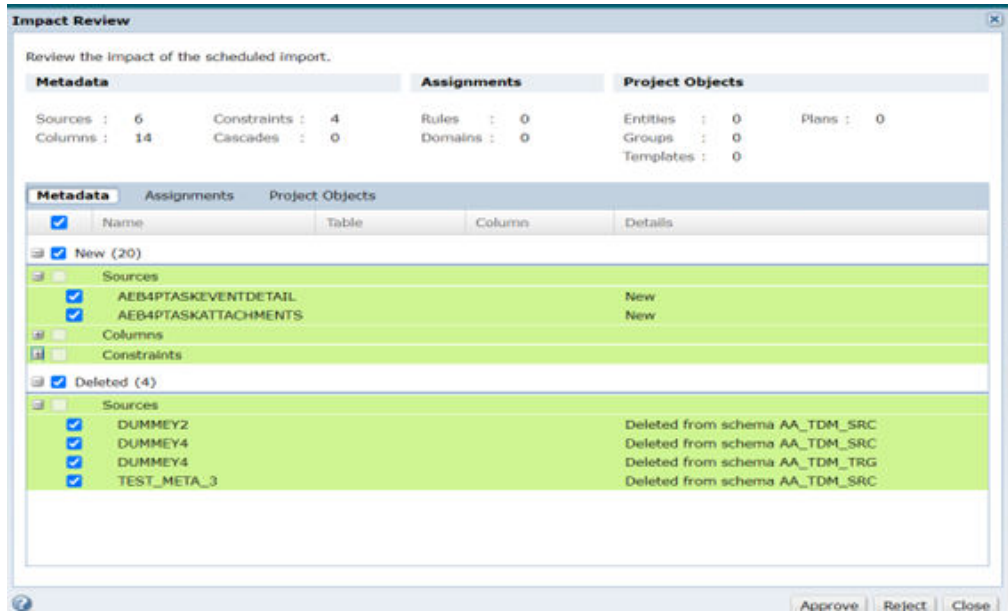 Impact Review
Review the impact of the scheduled import.
Metadata Assignments Project Objects
Sources : 6 Constraints : 4 Rules : 0 Entities : 0 Plans : 0
Columns : 14 Cascades : 0 Domains : 0 Groups : 0
Templates : 0
Metadata Assignments Project Objects
Name Table Column Details
New (20)
Sources
AEB4PTASKEVENTDETAIL New
AEB4PTASKATTACHMENTS New
Columns
Constraints
Deleted (4)
Sources
DUMMEY2 Deleted from schema AA_TDM_SRC
DUMMEY4 Deleted from schema AA_TDM_SRC
DUMMEY4 Deleted from schema AA_TDM_TRG
TEST_META_3 Deleted from schema AA_TDM_SRC
? Approve Reject Close